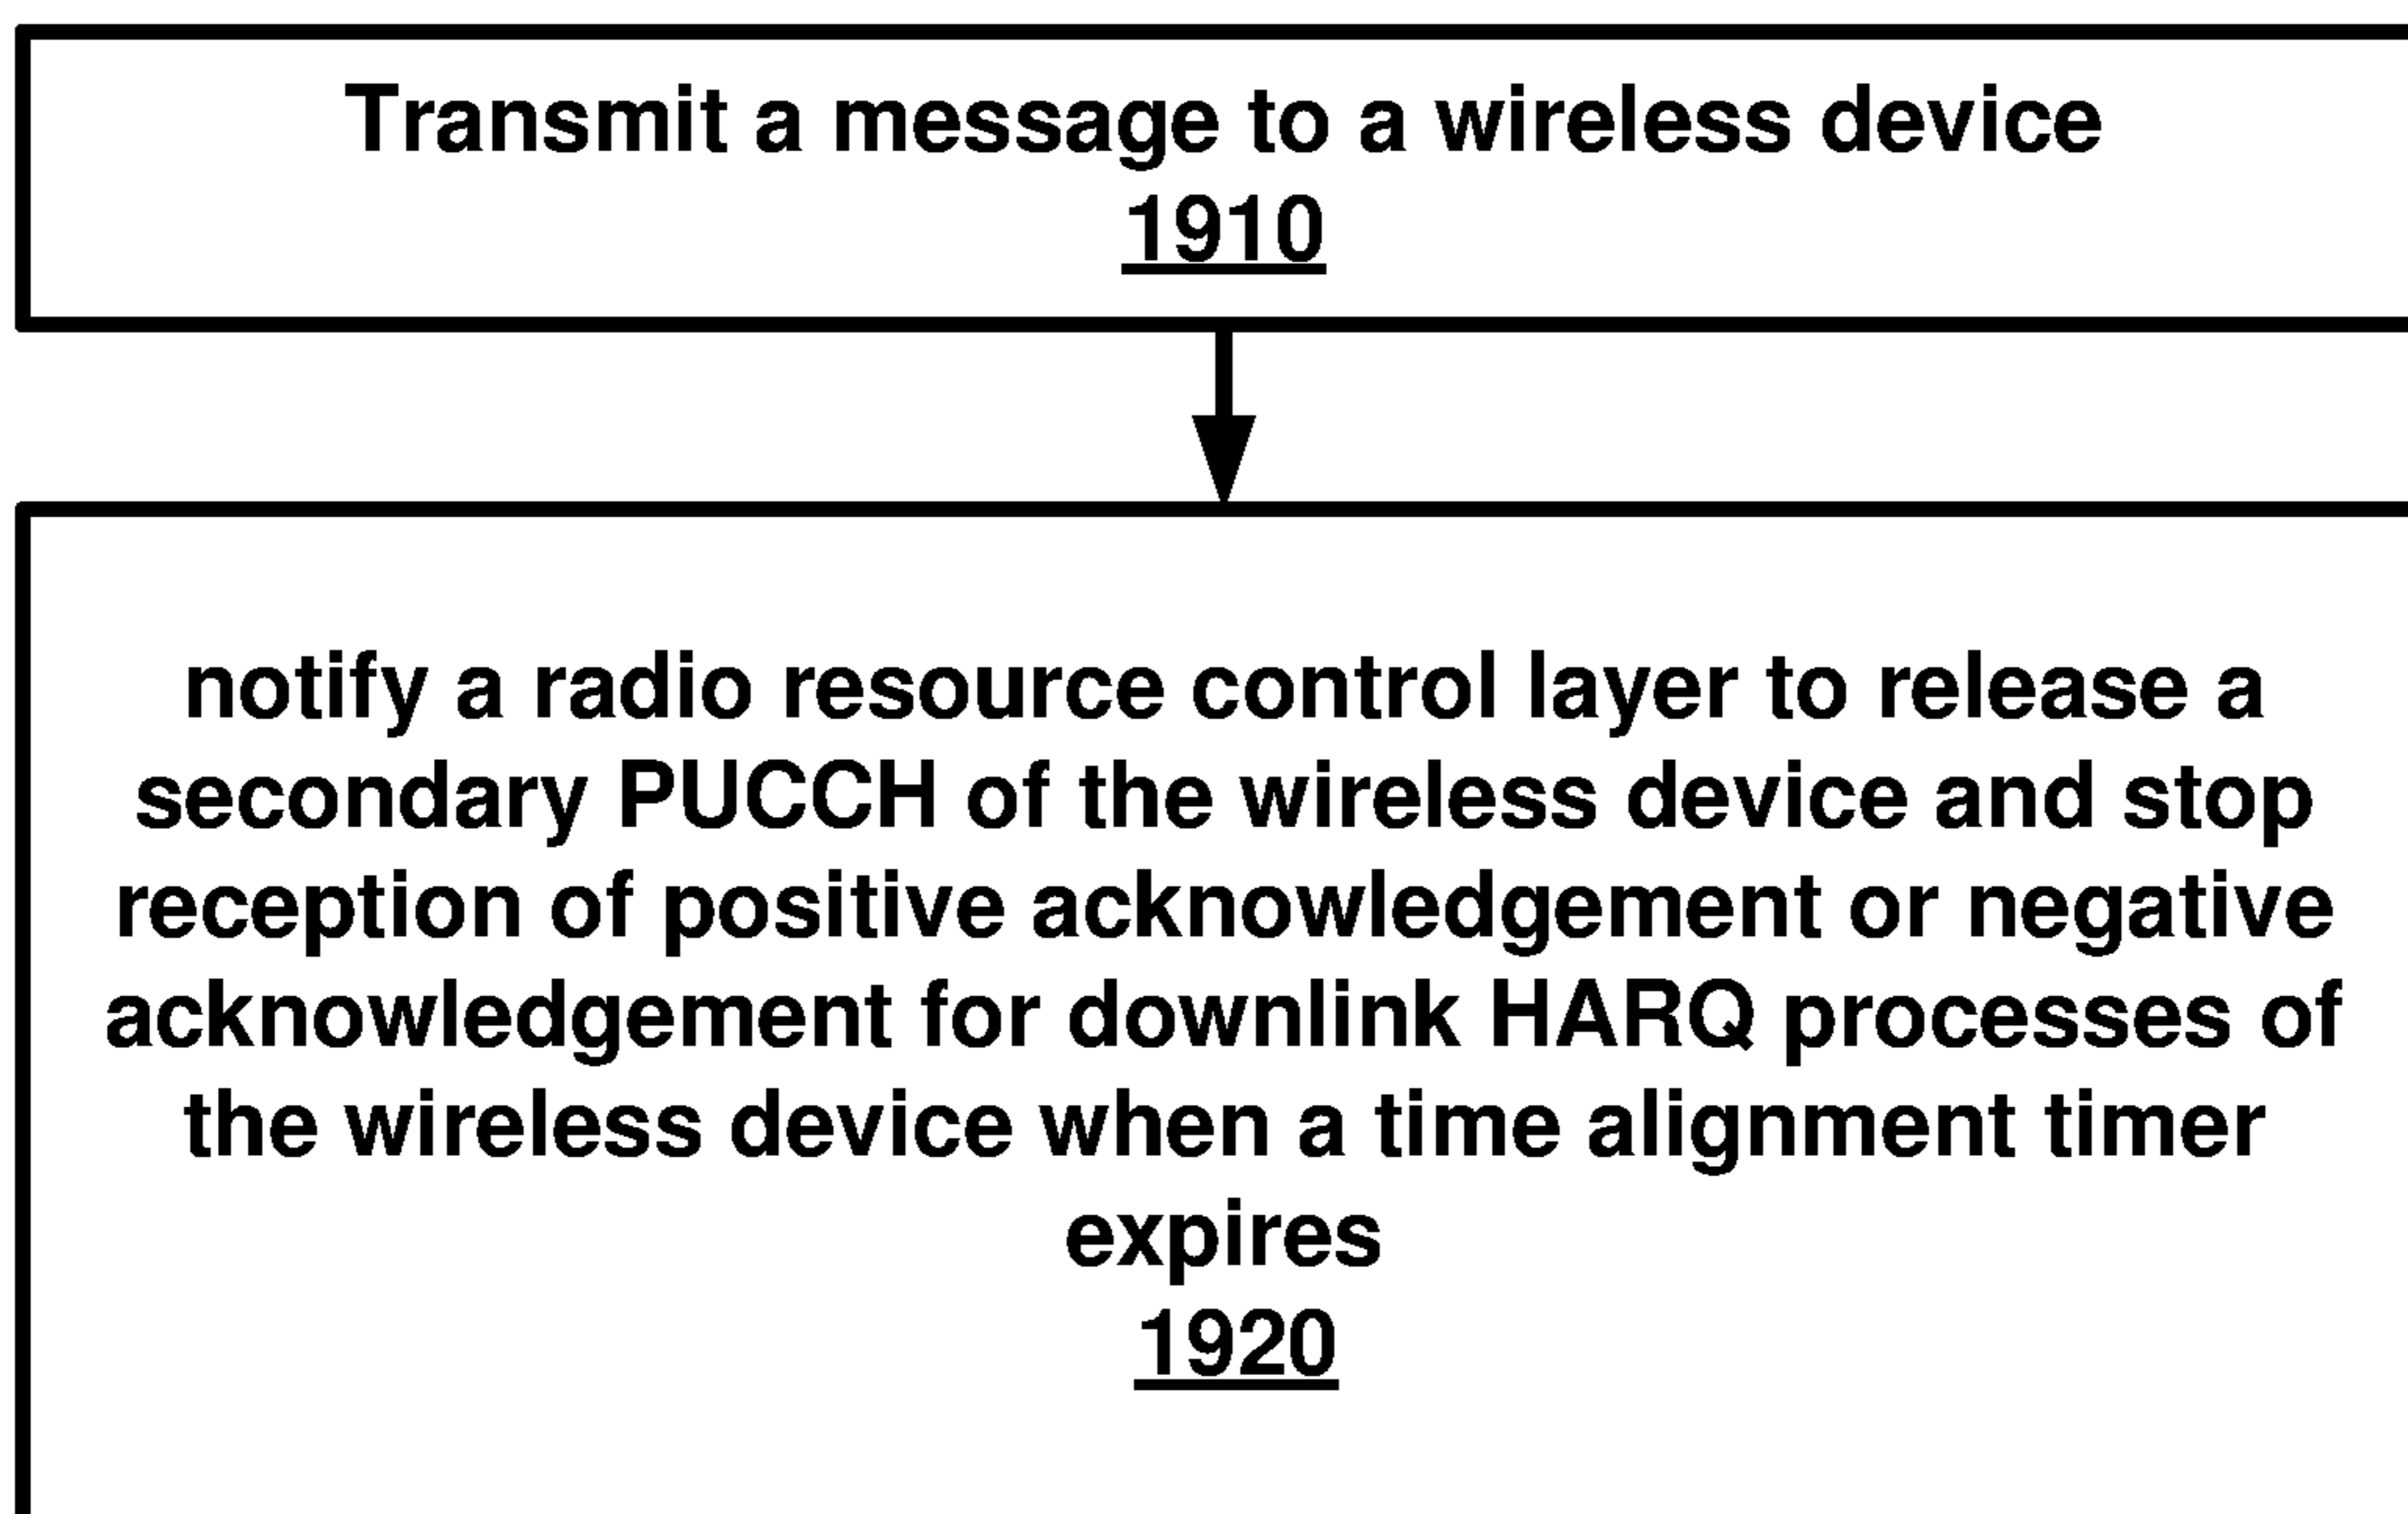 Transmit a message to a wireless device
1910
notify a radio resource control layer to release a
secondary PUCCH of the wireless device and stop
reception of positive acknowledgement or negative
acknowledgement for downlink HARQ processes of
the wireless device when a time alignment timer
expires
1920